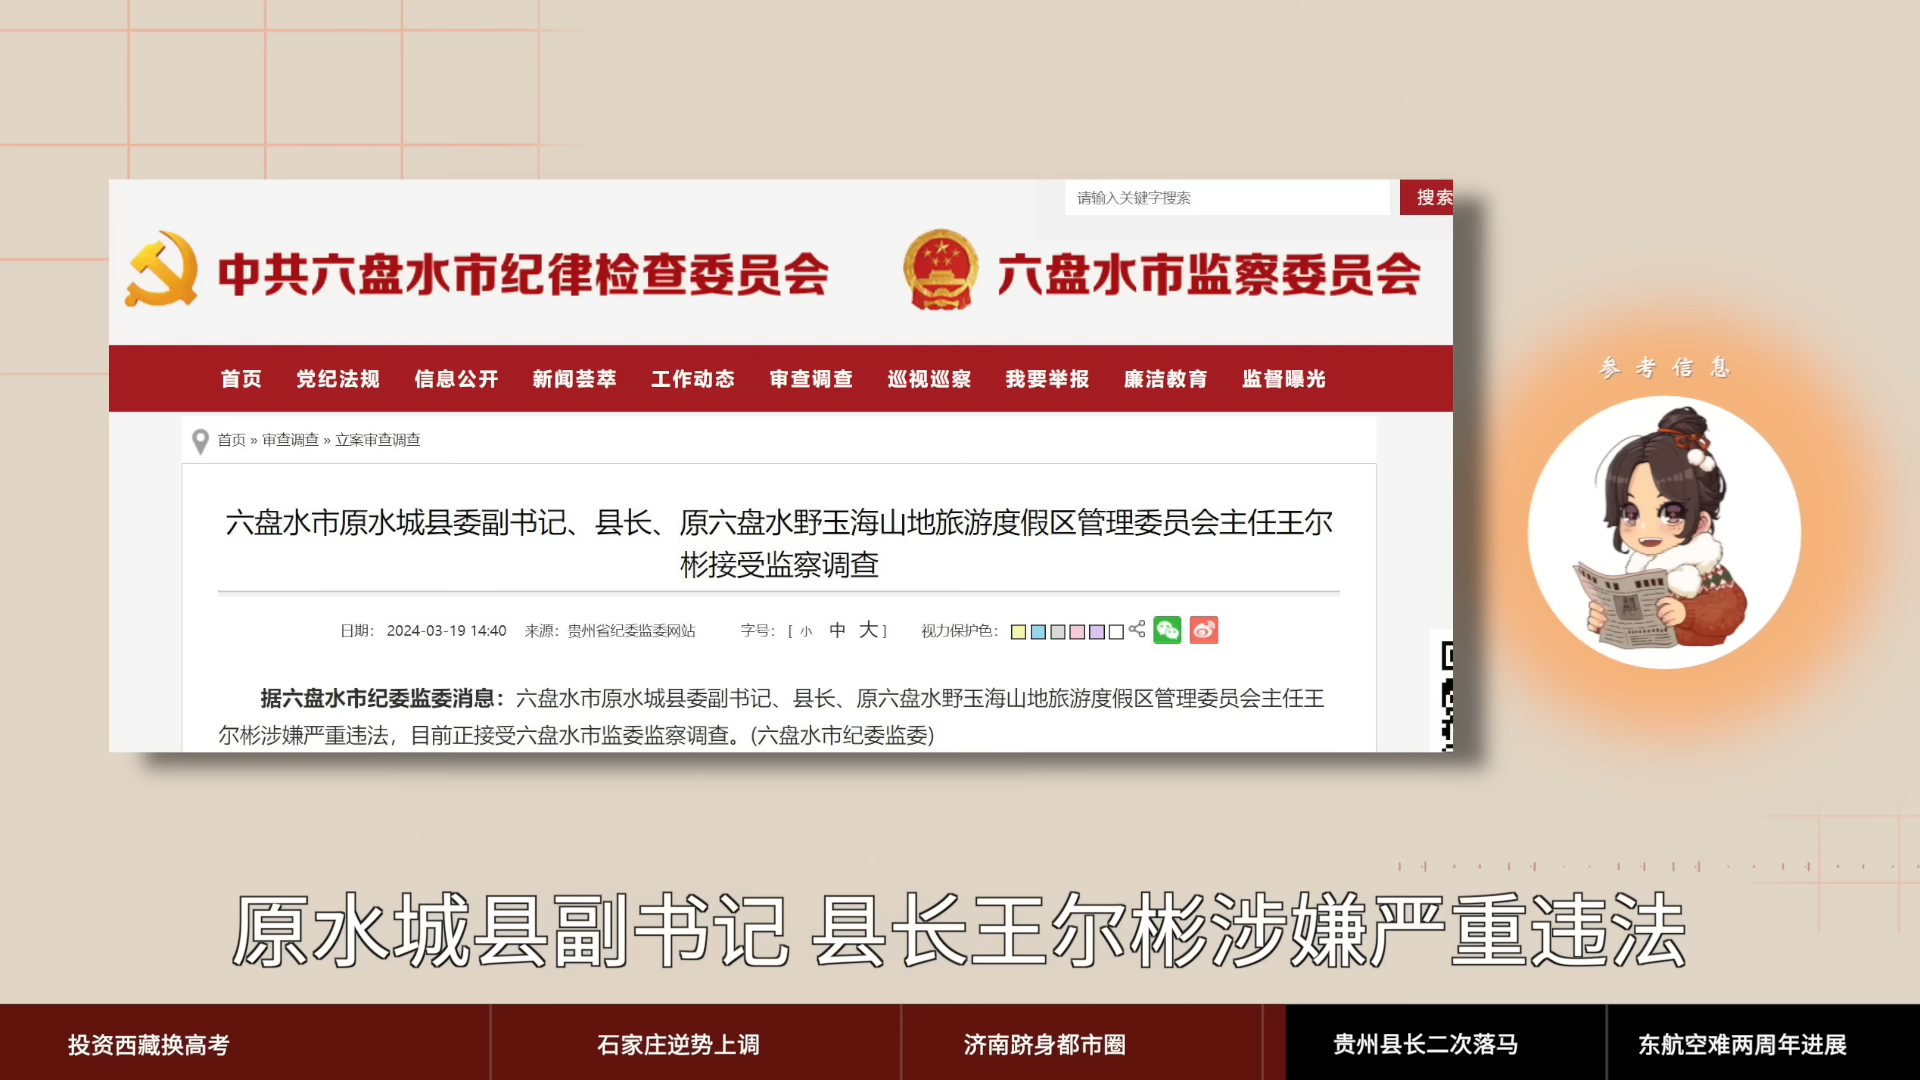 请输入关键字搜索
搜索
中共六盘水市纪律检查委员会 六盘水市监察委员会
首页 党纪法规 信息公开 新闻荟萃 工作动态 审查调查 巡视巡察 我要举报 廉洁教育 监督曝光
参考信息
首页 » 审查调查 » 立案审查调查
六盘水市原水城县委副书记、县长、原六盘水野玉海山地旅游度假区管理委员会主任王尔
彬接受监察调查
日期： 2024-03-19 14:40 来源：贵州省纪委监委网站 字号： [ 小 中 大 ] 视力保护色：
据六盘水市纪委监委消息：六盘水市原水城县委副书记、县长、原六盘水野玉海山地旅游度假区管理委员会主任王
尔彬涉嫌严重违法，目前正接受六盘水市监委监察调查。(六盘水市纪委监委)
原水城县副书记 县长王尔彬涉嫌严重违法
投资西藏换高考 石家庄逆势上调 济南跻身都市圈 贵州县长二次落马 东航空难两周年进展